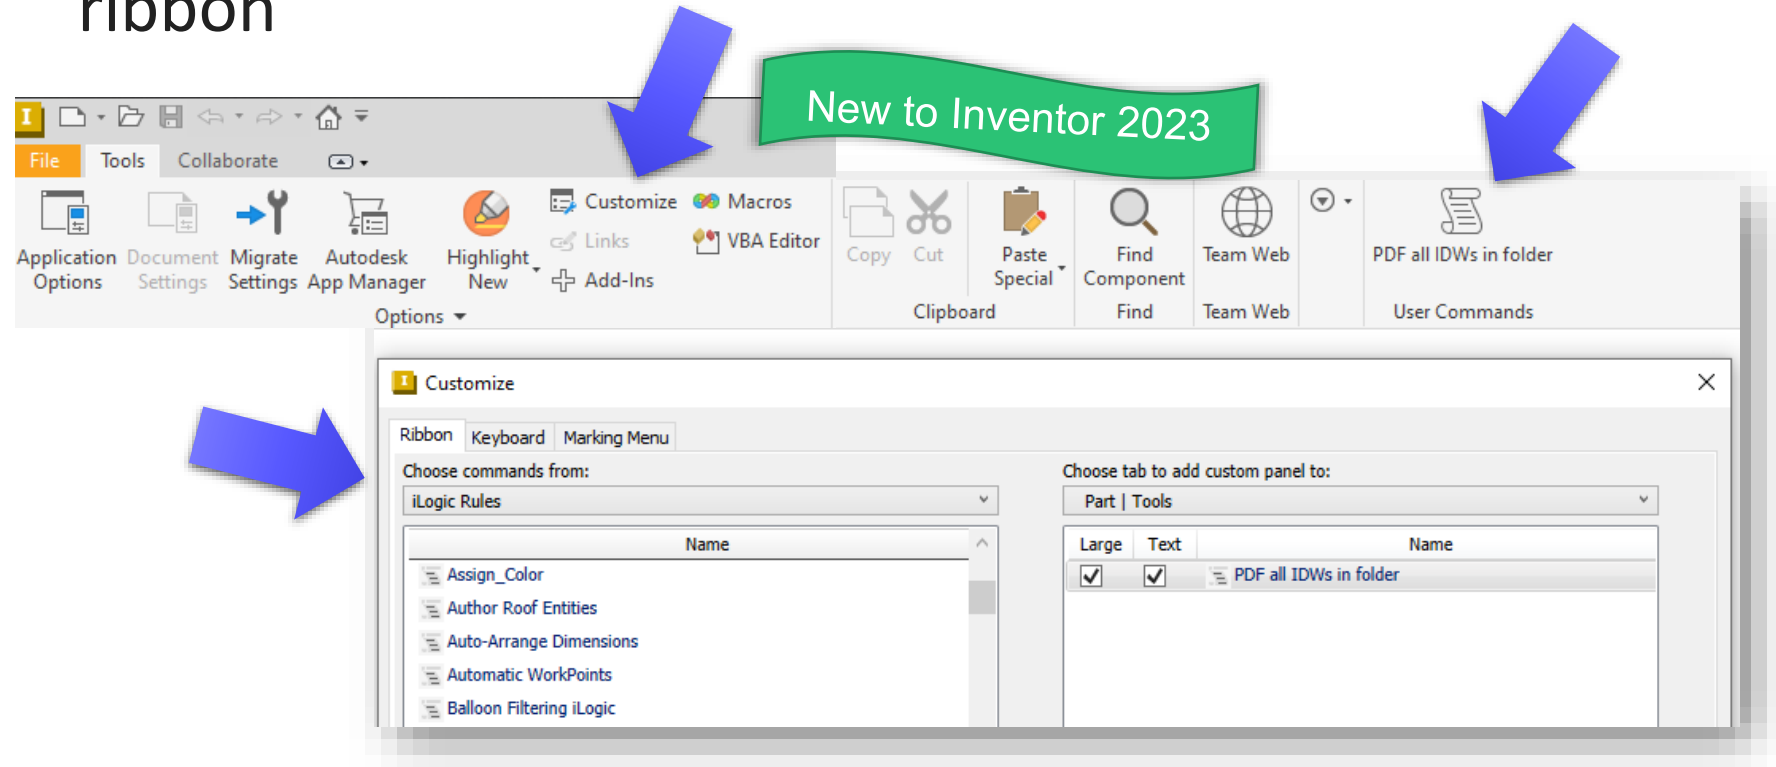 ribbon
New to Inventor 2023
File Tools Collaborate
Application Options
Document Settings
Migrate Settings
Autodesk App Manager
Highlight New
Customize
Links
Add-Ins
Macros
VBA Editor
Copy
Cut
Paste Special
Find Component
Team Web
PDF all IDWs in folder
Options
Clipboard
Find
Team Web
User Commands
Customize
Ribbon Keyboard Marking Menu
Choose commands from:
iLogic Rules
Name
Assign_Color
Author Roof Entities
Auto-Arrange Dimensions
Automatic WorkPoints
Balloon Filtering iLogic
Choose tab to add custom panel to:
Part | Tools
Large Text Name
PDF all IDWs in folder